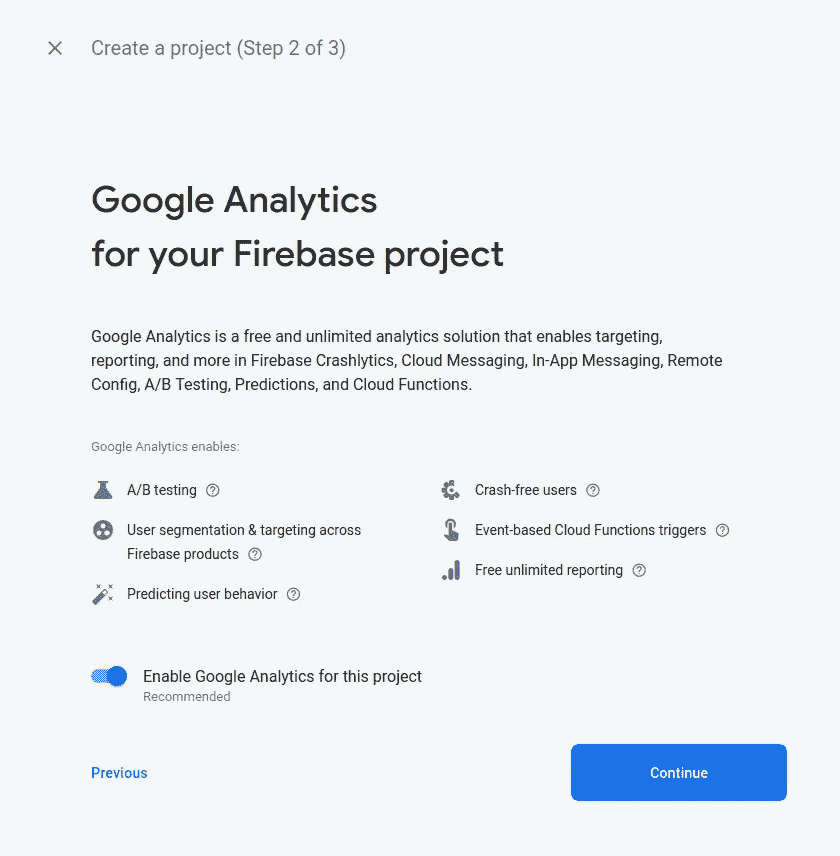 Create a project (Step 2 of 3)
Google Analytics
for your Firebase project
Google Analytics is a free and unlimited analytics solution that enables targeting,
reporting, and more in Firebase Crashlytics, Cloud Messaging, In-App Messaging, Remote
Config, A/B Testing, Predictions, and Cloud Functions.
Google Analytics enables:
A/B testing
User segmentation & targeting across
Firebase products
Predicting user behavior
Crash-free users
Event-based Cloud Functions triggers
Free unlimited reporting
Enable Google Analytics for this project
Recommended
Previous
Continue